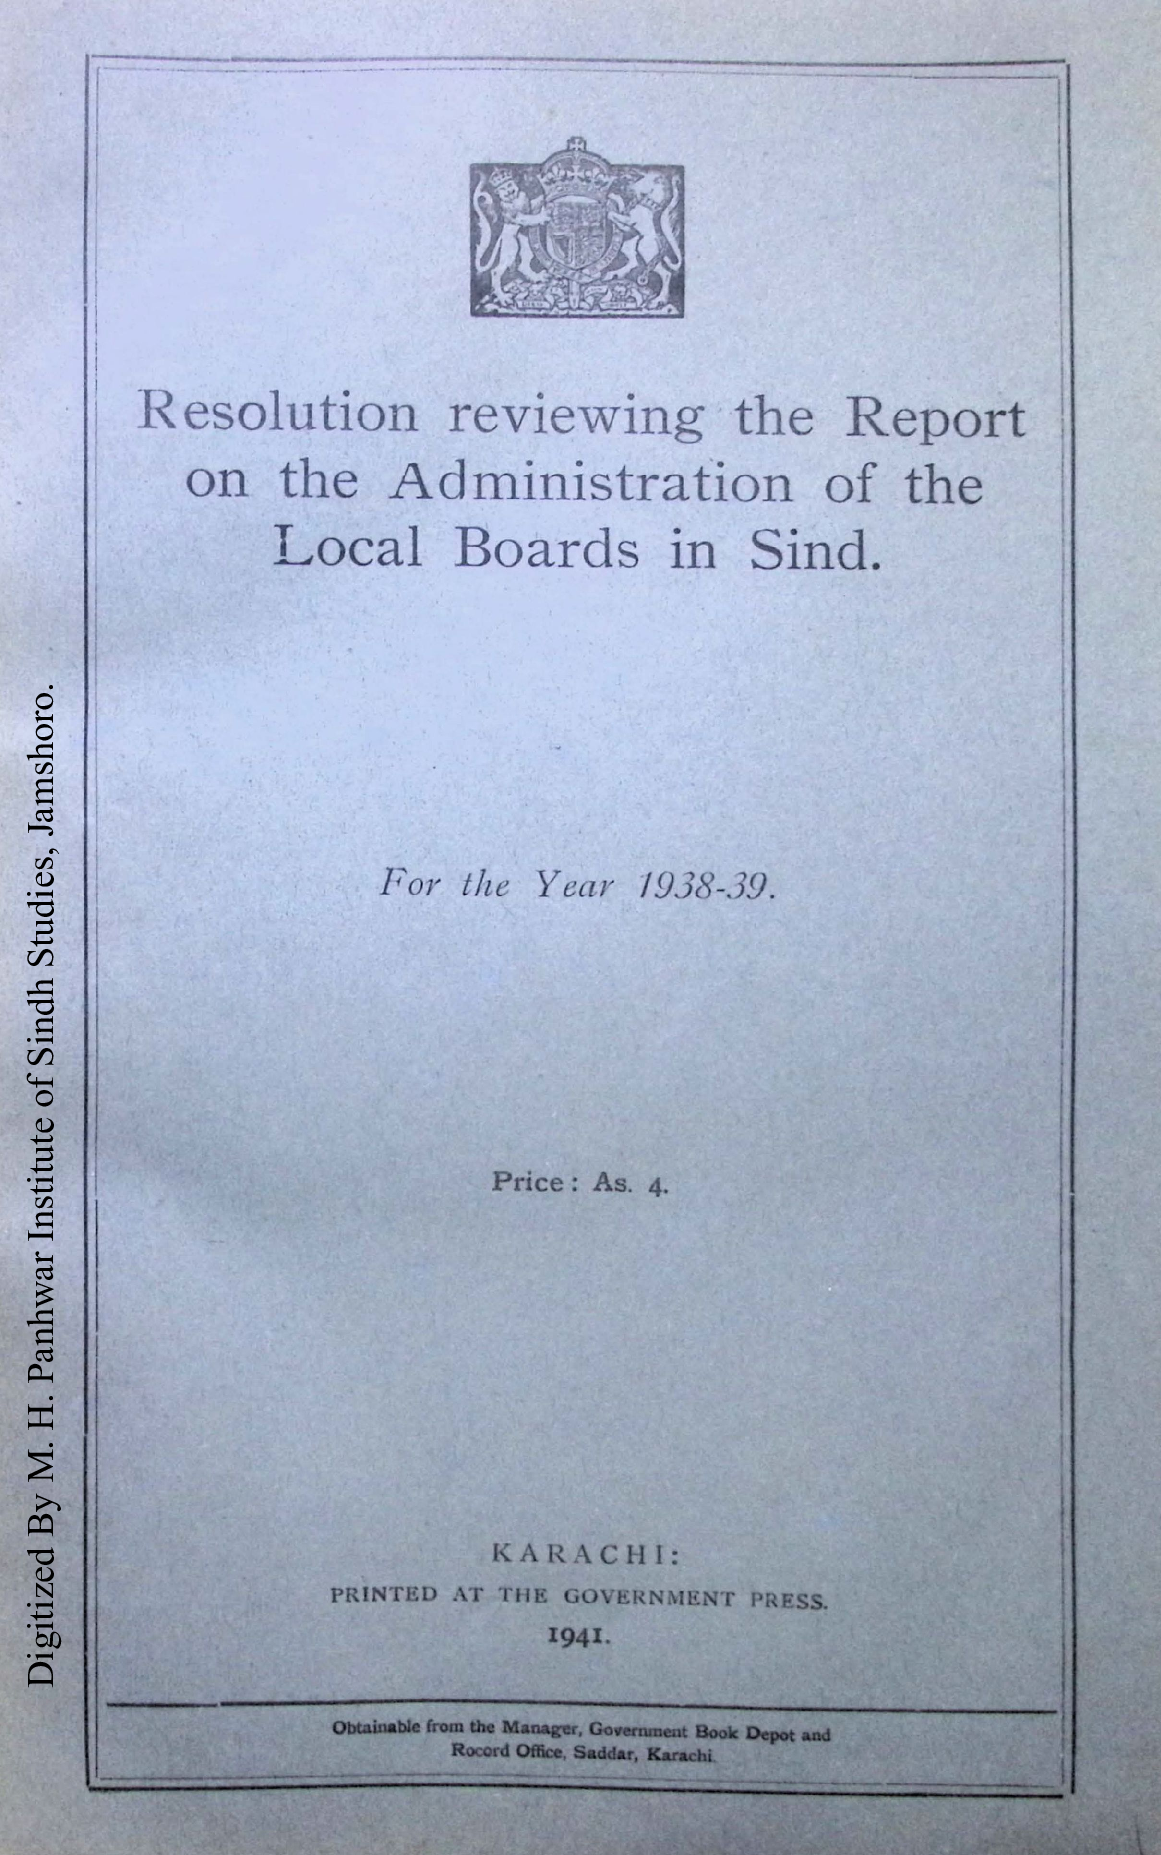 Resolution reviewing the Report
on the Administration of the
Local Boards in Sind.
For the Year 1938-39.
Price: As. 4.
KARACHI:
PRINTED AT THE GOVERNMENT PRESS.
1941.
Obtainable from the Manager, Government Book Depot and
Rocord Office, Saddar, Karachi.
Digitized By M. H. Panhwar Institute of Sindh Studies, Jamshoro.